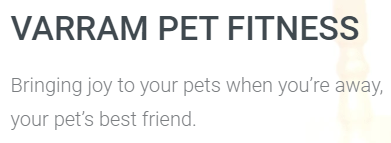 VARRAM PET FITNESS
Bringing joy to your pets when you’re away,
your pet’s best friend.